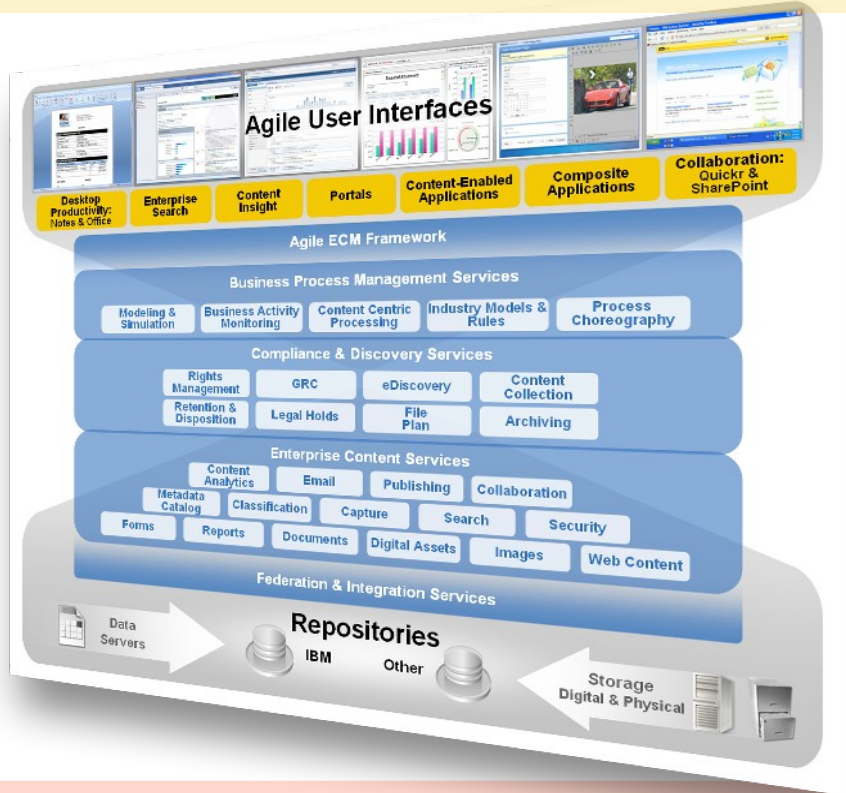 Agile User Interfaces
Desktop
Productivity:
Notes & Office
Enterprise
Search
Content
Insight
Portals
Content-Enabled
Applications
Composite
Applications
Collaboration:
Quickr &
SharePoint
Agile ECM Framework
Business Process Management Services
Modeling &
Simulation
Business Activity
Monitoring
Content Centric
Processing
Industry Models &
Rules
Process
Choreography
Compliance & Discovery Services
Rights
Management
GRC
eDiscovery
Content
Collection
Retention &
Disposition
Legal Holds
File
Plan
Archiving
Enterprise Content Services
Content
Analytics
Email
Publishing
Collaboration
Metadata
Catalog
Classification
Capture
Search
Security
Forms
Reports
Documents
Digital Assets
Images
Web Content
Federation & Integration Services
Data
Servers
Repositories
IBM
Other
Storage
Digital & Physical